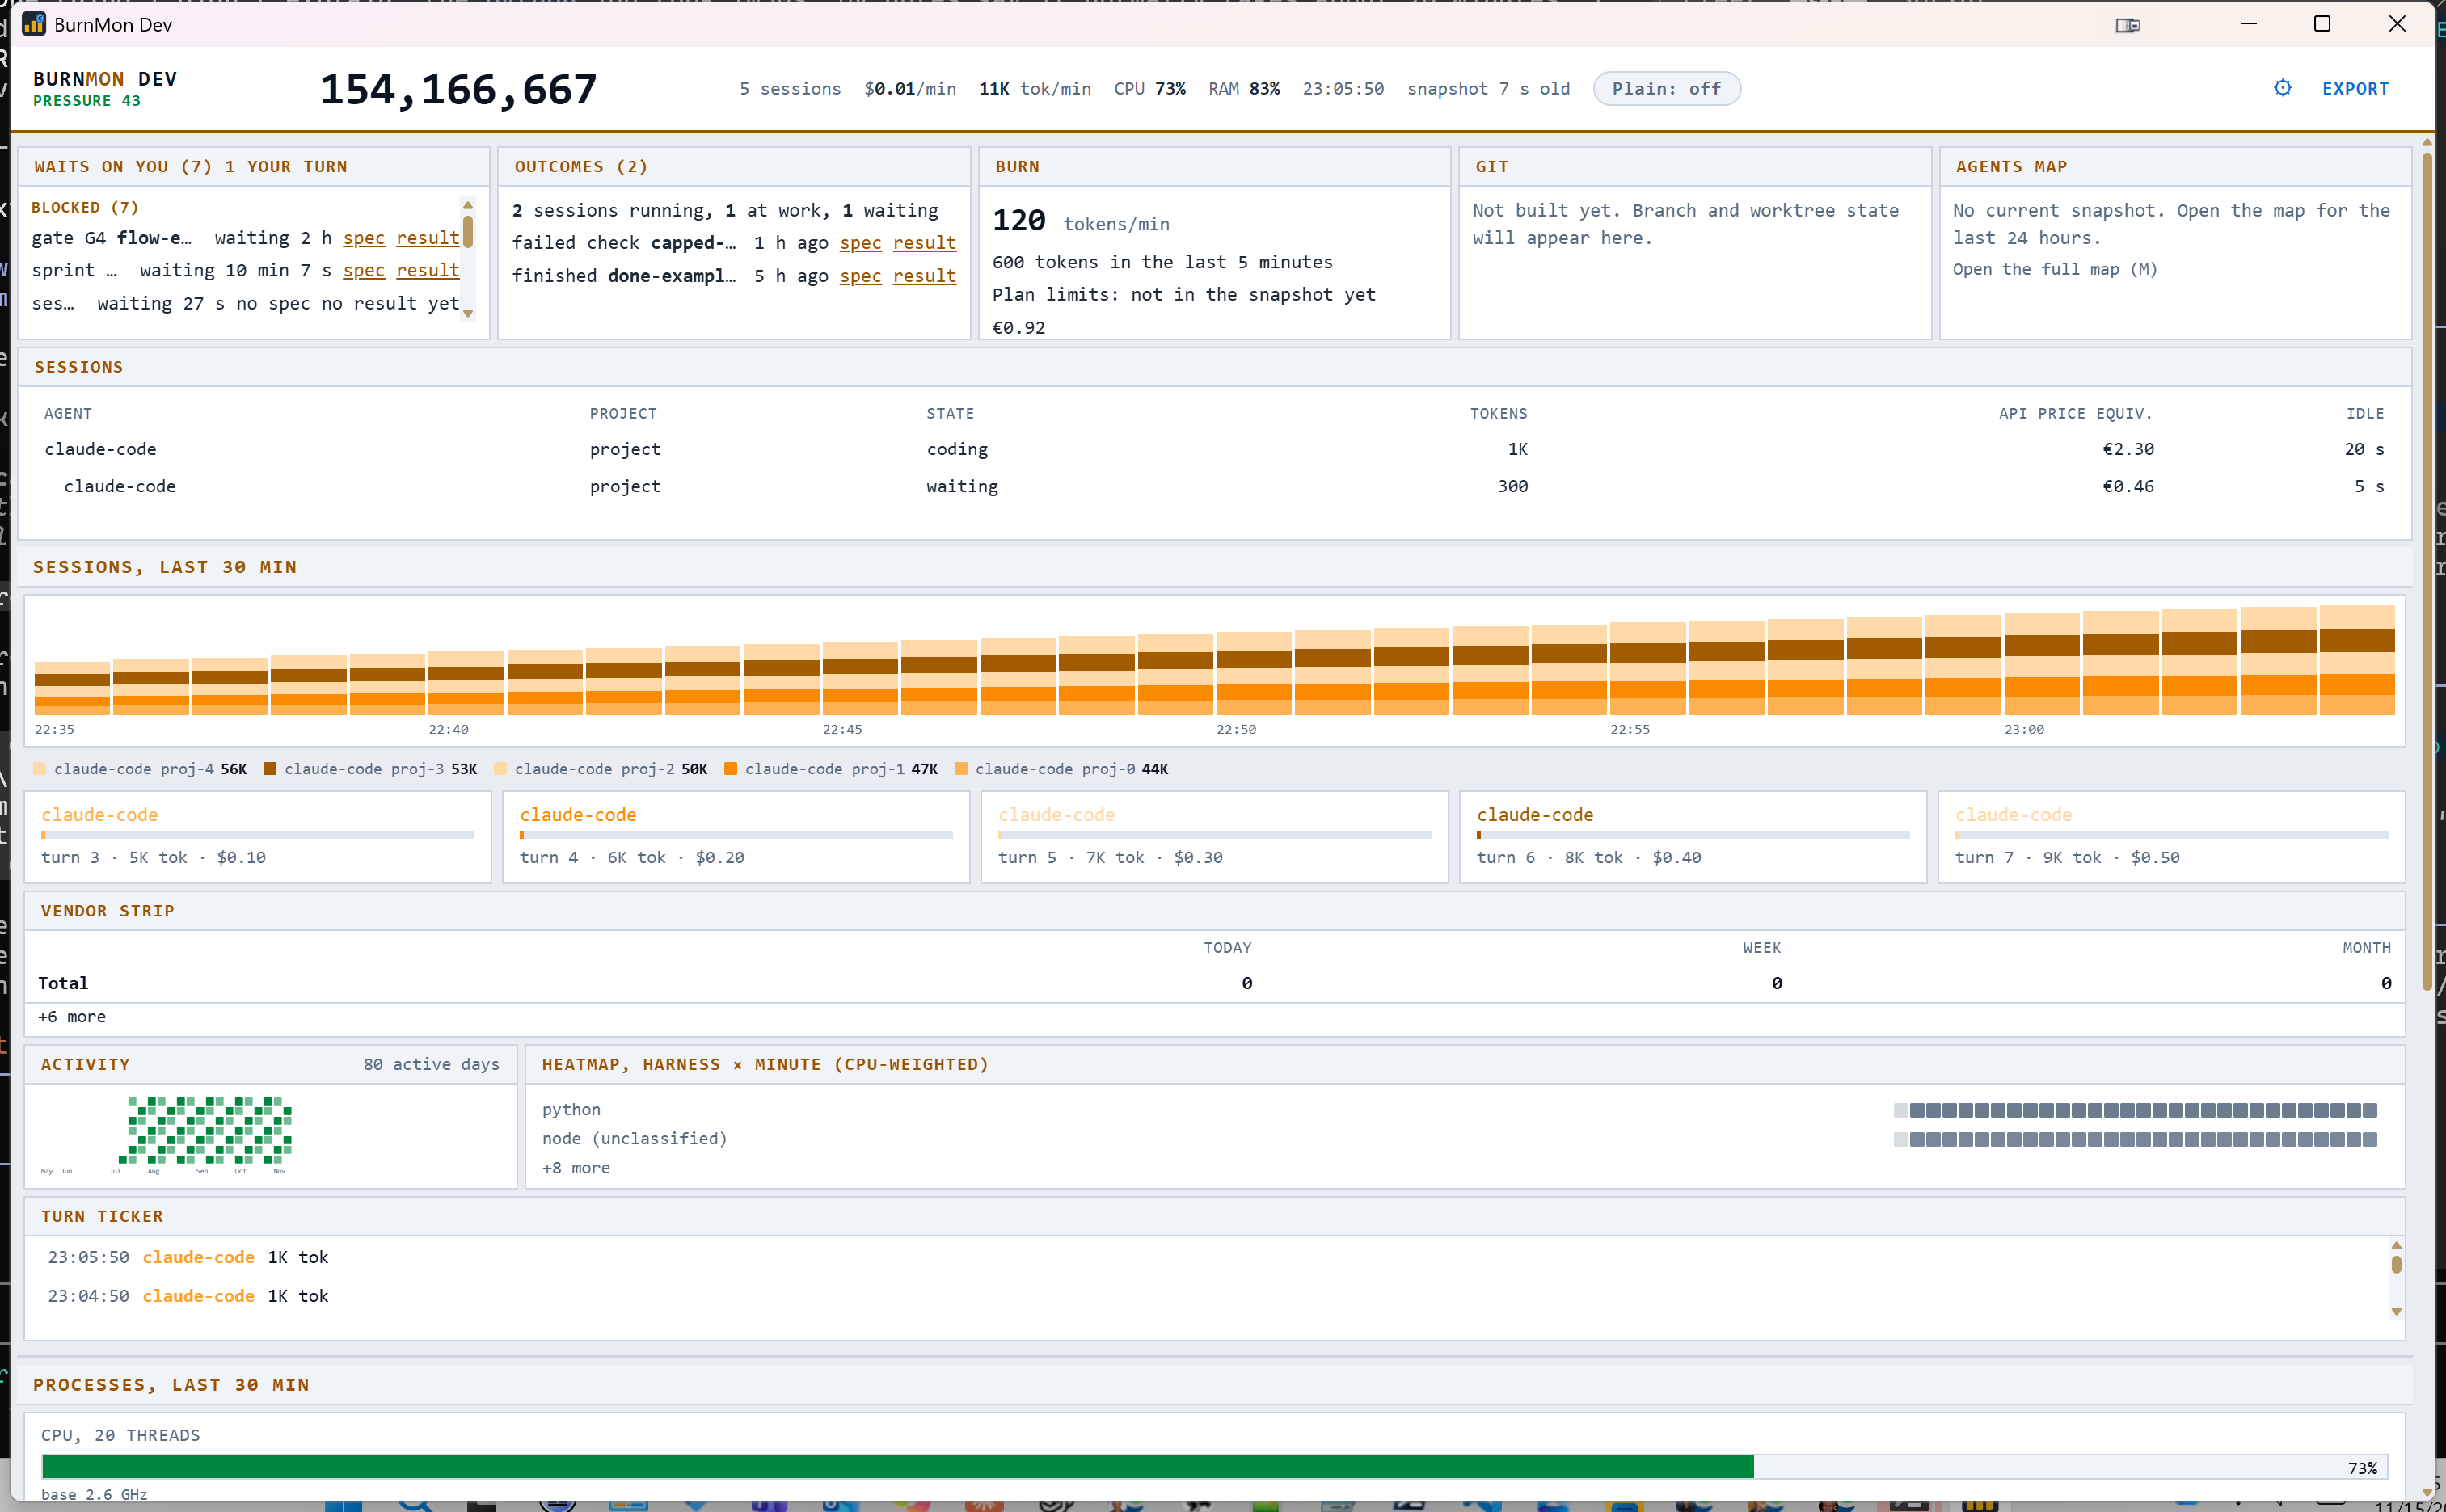 BurnMon Dev
BURNMON DEV
PRESSURE 43
154,166,667
5 sessions $0.01/min 11K tok/min CPU 73% RAM 83% 23:05:50 snapshot 7 s old Plain: off
EXPORT
WAITS ON YOU (7) 1 YOUR TURN
BLOCKED (7)
gate G4 flow-e… waiting 2 h spec result
sprint … waiting 10 min 7 s spec result
ses… waiting 27 s no spec no result yet
OUTCOMES (2)
2 sessions running, 1 at work, 1 waiting
failed check capped-… 1 h ago spec result
finished done-exampl… 5 h ago spec result
BURN
120 tokens/min
600 tokens in the last 5 minutes
Plan limits: not in the snapshot yet
€0.92
GIT
Not built yet. Branch and worktree state
will appear here.
AGENTS MAP
No current snapshot. Open the map for the
last 24 hours.
Open the full map (M)
SESSIONS
AGENT PROJECT STATE TOKENS API PRICE EQUIV. IDLE
claude-code project coding 1K €2.30 20 s
claude-code project waiting 300 €0.46 5 s
SESSIONS, LAST 30 MIN
22:35 22:40 22:45 22:50 22:55 23:00
claude-code proj-4 56K claude-code proj-3 53K claude-code proj-2 50K claude-code proj-1 47K claude-code proj-0 44K
claude-code
turn 3 · 5K tok · $0.10
claude-code
turn 4 · 6K tok · $0.20
claude-code
turn 5 · 7K tok · $0.30
claude-code
turn 6 · 8K tok · $0.40
claude-code
turn 7 · 9K tok · $0.50
VENDOR STRIP
TODAY WEEK MONTH
Total 0 0 0
+6 more
ACTIVITY 80 active days
May Jun Jul Aug Sep Oct Nov
HEATMAP, HARNESS × MINUTE (CPU-WEIGHTED)
python
node (unclassified)
+8 more
TURN TICKER
23:05:50 claude-code 1K tok
23:04:50 claude-code 1K tok
PROCESSES, LAST 30 MIN
CPU, 20 THREADS
73%
base 2.6 GHz